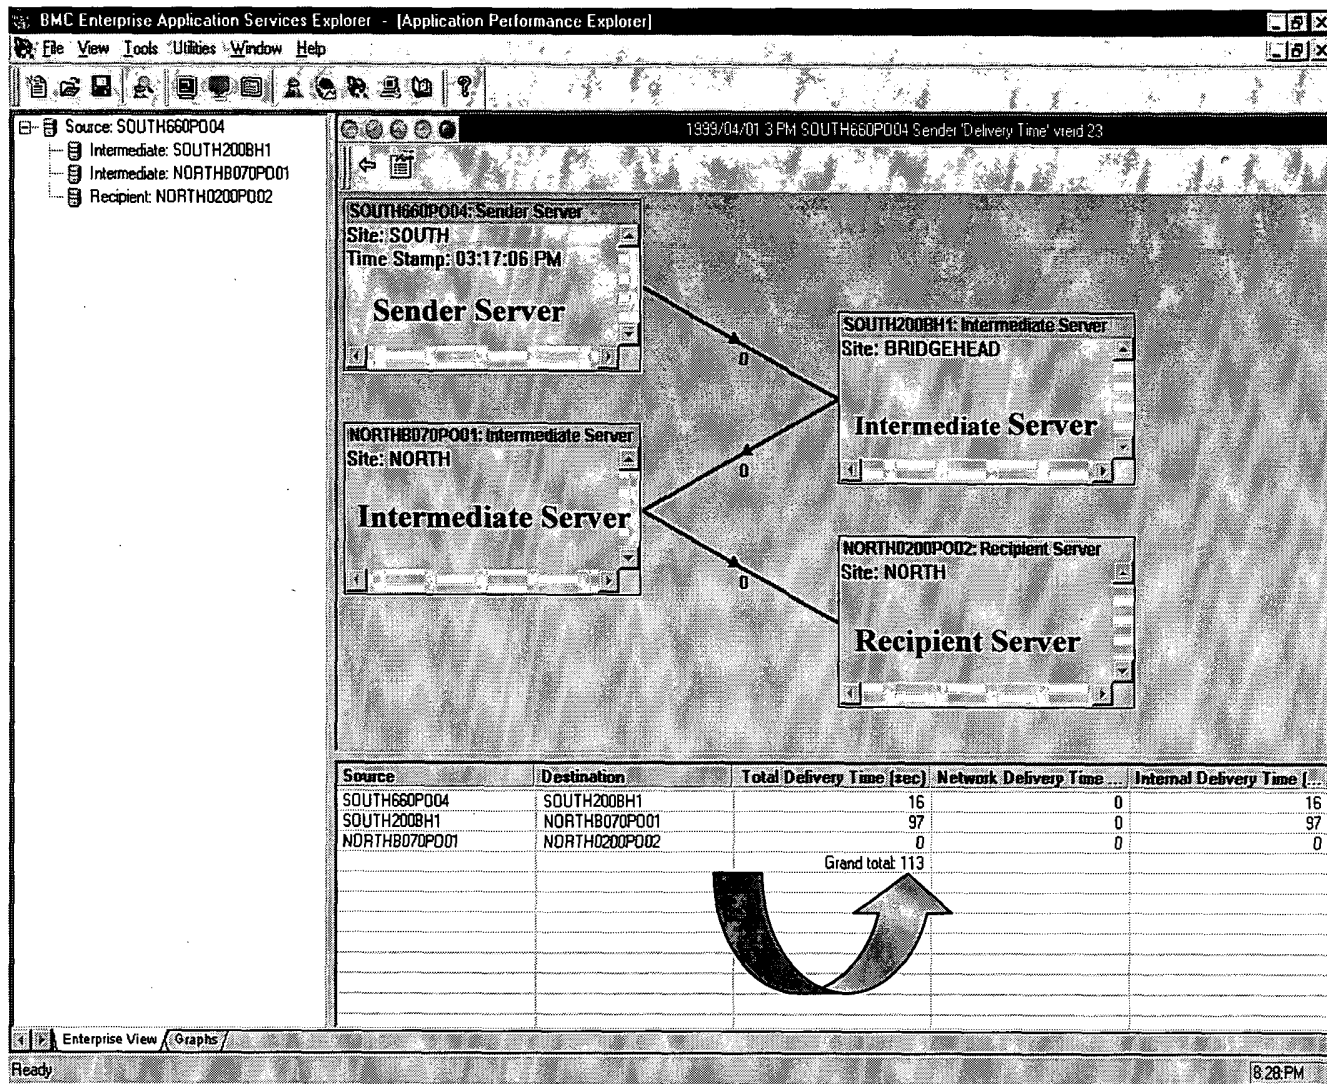 BMC Enterprise Application Services Explorer - [Application Performance Explorer]
File View Tools Utilities Window Help
Source: SOUTH660PO04
Intermediate: SOUTH200BH1
Intermediate: NORTHB070PO01
Recipient: NORTH0200PO02
1999/04/01 3 PM SOUTH660PO04 Sender 'Delivery Time' vreid 23
SOUTH660PO04: Sender Server
Site: SOUTH
Time Stamp: 03:17:06 PM
Sender Server
0
SOUTH200BH1: Intermediate Server
Site: BRIDGEHEAD
Intermediate Server
0
NORTHB070PO01: Intermediate Server
Site: NORTH
Intermediate Server
0
NORTH0200PO02: Recipient Server
Site: NORTH
Recipient Server
Source Destination Total Delivery Time (sec) Network Delivery Time ... Internal Delivery Time (...
SOUTH660PO04 SOUTH200BH1 16 0 16
SOUTH200BH1 NORTHB070PO01 97 0 97
NORTHB070PO01 NORTH0200PO02 0 0 0
Grand total: 113
Enterprise View Graphs
Ready 8:28 PM